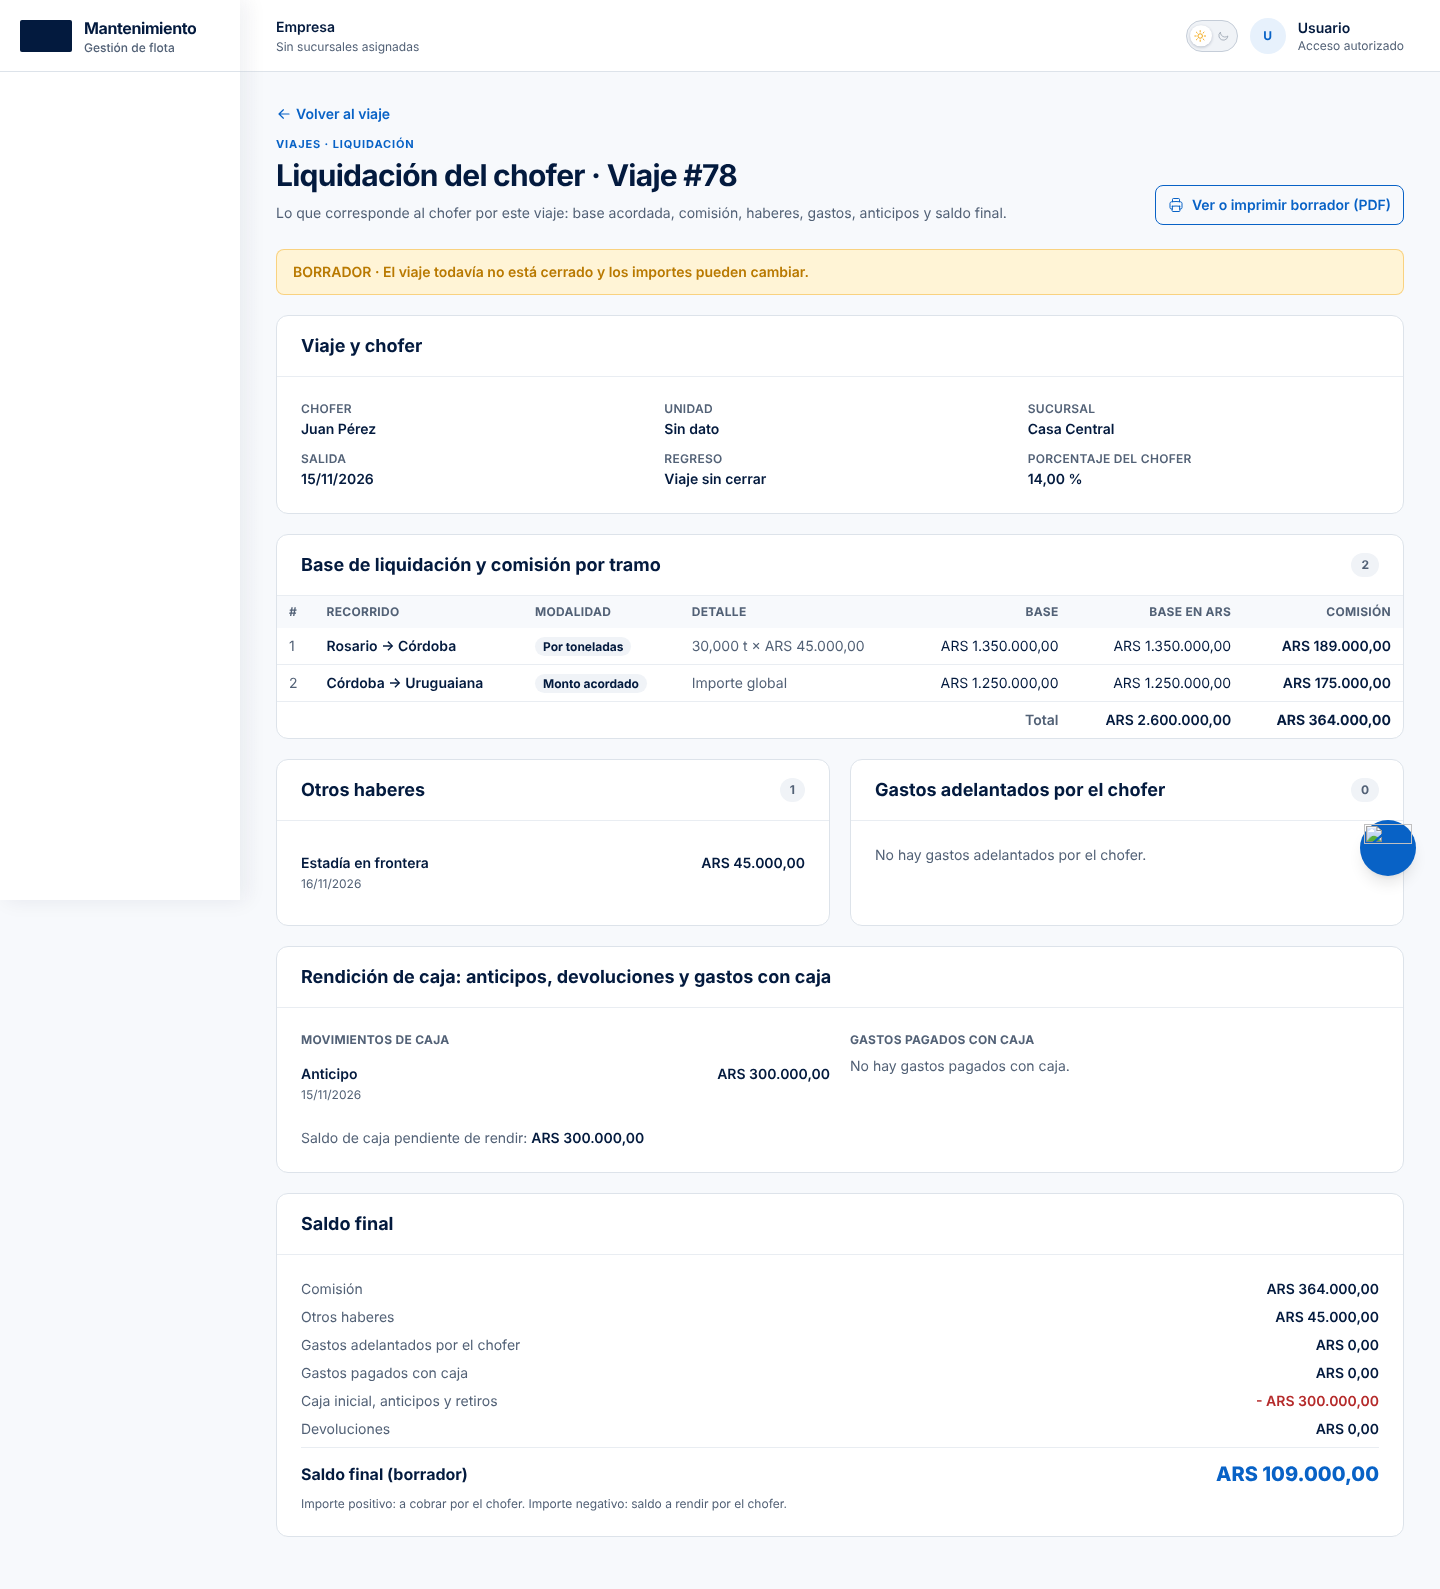 Mantenimiento
Gestión de flota
Empresa
Sin sucursales asignadas
U
Usuario
Acceso autorizado
← Volver al viaje
VIAJES · LIQUIDACIÓN
Liquidación del chofer · Viaje #78
Lo que corresponde al chofer por este viaje: base acordada, comisión, haberes, gastos, anticipos y saldo final.
Ver o imprimir borrador (PDF)
BORRADOR · El viaje todavía no está cerrado y los importes pueden cambiar.
Viaje y chofer
CHOFER UNIDAD SUCURSAL
Juan Pérez Sin dato Casa Central
SALIDA REGRESO PORCENTAJE DEL CHOFER
15/11/2026 Viaje sin cerrar 14,00 %
Base de liquidación y comisión por tramo 2
# RECORRIDO MODALIDAD DETALLE BASE BASE EN ARS COMISIÓN
1 Rosario → Córdoba Por toneladas 30,000 t × ARS 45.000,00 ARS 1.350.000,00 ARS 1.350.000,00 ARS 189.000,00
2 Córdoba → Uruguaiana Monto acordado Importe global ARS 1.250.000,00 ARS 1.250.000,00 ARS 175.000,00
Total ARS 2.600.000,00 ARS 364.000,00
Otros haberes 1
Estadía en frontera ARS 45.000,00
16/11/2026
Gastos adelantados por el chofer 0
No hay gastos adelantados por el chofer.
Rendición de caja: anticipos, devoluciones y gastos con caja
MOVIMIENTOS DE CAJA
Anticipo ARS 300.000,00
15/11/2026
GASTOS PAGADOS CON CAJA
No hay gastos pagados con caja.
Saldo de caja pendiente de rendir: ARS 300.000,00
Saldo final
Comisión ARS 364.000,00
Otros haberes ARS 45.000,00
Gastos adelantados por el chofer ARS 0,00
Gastos pagados con caja ARS 0,00
Caja inicial, anticipos y retiros - ARS 300.000,00
Devoluciones ARS 0,00
Saldo final (borrador) ARS 109.000,00
Importe positivo: a cobrar por el chofer. Importe negativo: saldo a rendir por el chofer.